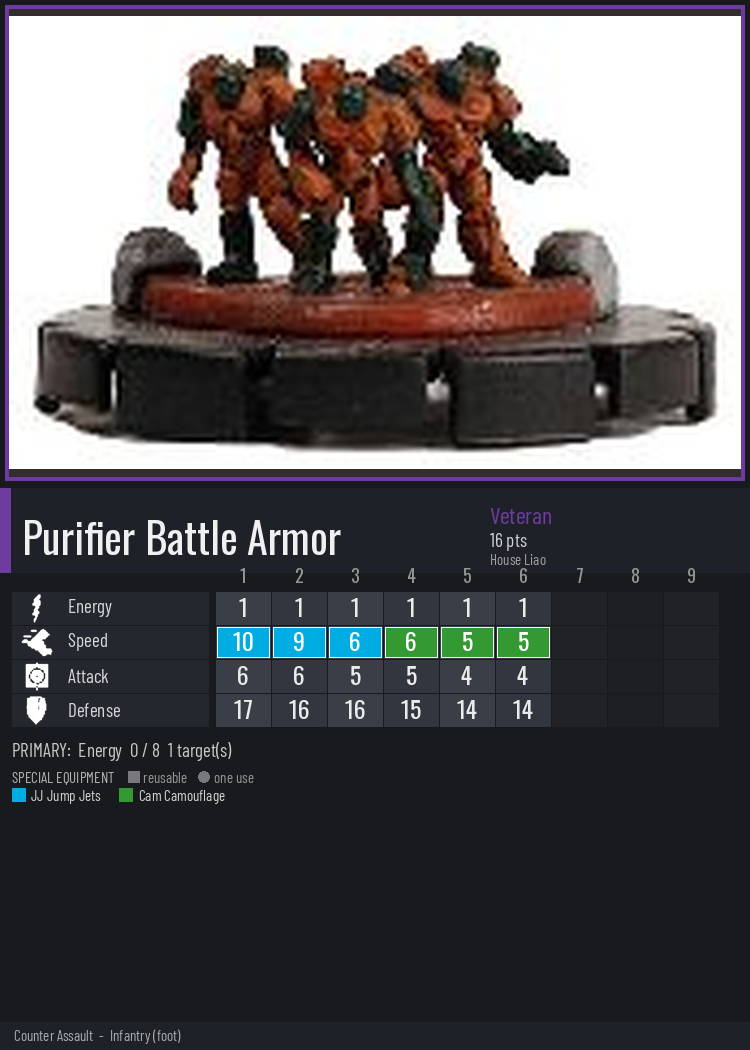 Purifier Battle Armor
Veteran
16 pts
House Liao
1 2 3 4 5 6 7 8 9
Energy 1 1 1 1 1 1
Speed 10 9 6 6 5 5
Attack 6 6 5 5 4 4
Defense 17 16 16 15 14 14
PRIMARY: Energy 0 / 8 1 target(s)
SPECIAL EQUIPMENT reusable one use
JJ Jump Jets Cam Camouflage
Counter Assault - Infantry (foot)